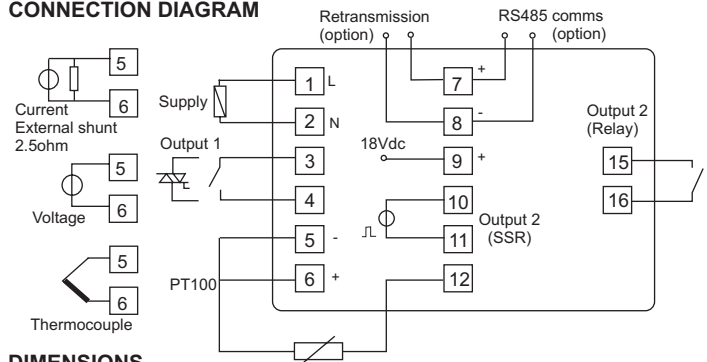 CONNECTION DIAGRAM
Retransmission
(option)
RS485 comms
(option)
5
6
Current
External shunt
2.5ohm
Supply
1 L
2 N
7 +
8 -
Output 1
3
4
18Vdc
9 +
10
11
Output 2
(SSR)
12
Output 2
(Relay)
15
16
5
6
Voltage
5 -
6 +
PT100
5
6
Thermocouple
DIMENSIONS